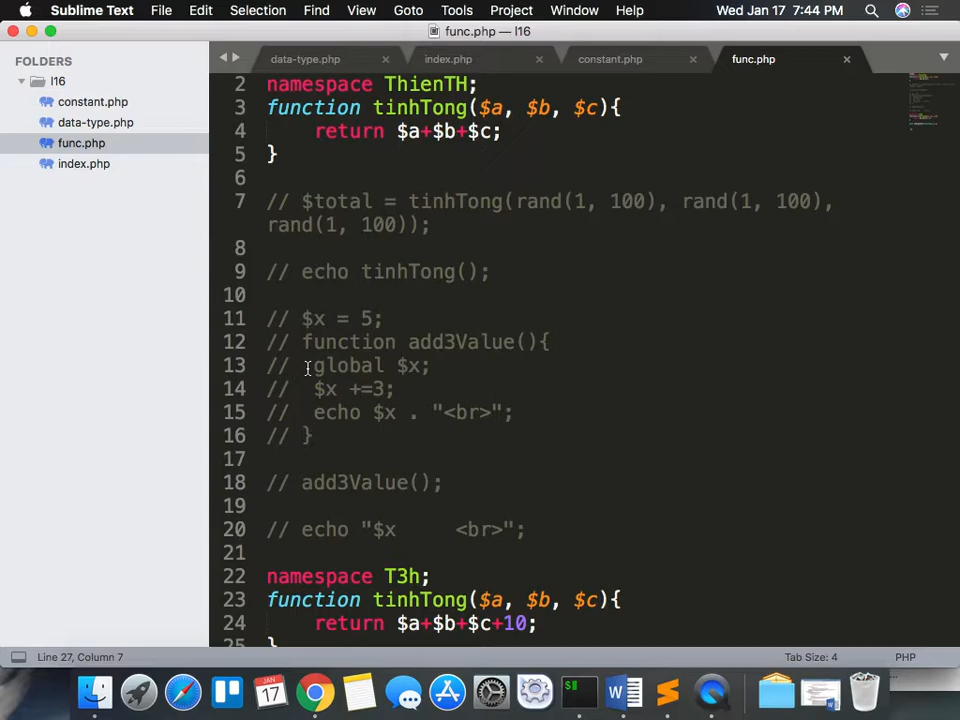 Sublime Text File Edit Selection Find View Goto Tools Project Window Help Wed Jan 17 7:44 PM
func.php — l16
FOLDERS
l16
constant.php
data-type.php
func.php
index.php
data-type.php × index.php × constant.php × func.php ×
2 namespace ThienTH;
3 function tinhTong($a, $b, $c){
4 return $a+$b+$c;
5 }
6
7 // $total = tinhTong(rand(1, 100), rand(1, 100),
rand(1, 100));
8
9 // echo tinhTong();
10
11 // $x = 5;
12 // function add3Value(){
13 // global $x;
14 // $x +=3;
15 // echo $x . "<br>";
16 // }
17
18 // add3Value();
19
20 // echo "$x <br>";
21
22 namespace T3h;
23 function tinhTong($a, $b, $c){
24 return $a+$b+$c+10;
25 }
Line 27, Column 7 Tab Size: 4 PHP
JAN
17